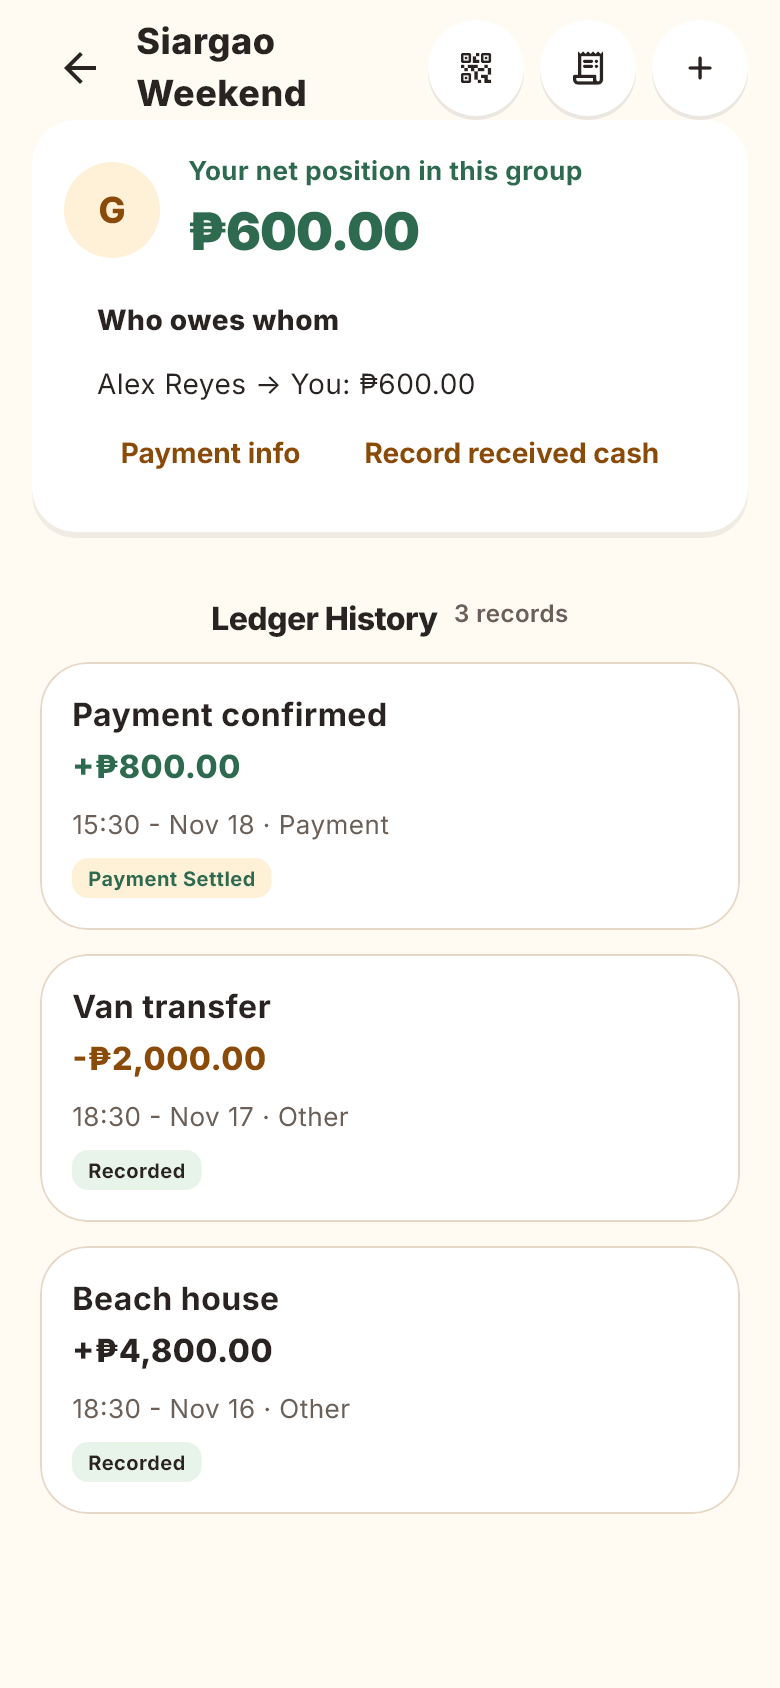 Siargao
Weekend
G
Your net position in this group
₱600.00
Who owes whom
Alex Reyes → You: ₱600.00
Payment info
Record received cash
Ledger History
3 records
Payment confirmed
+₱800.00
15:30 - Nov 18 · Payment
Payment Settled
Van transfer
-₱2,000.00
18:30 - Nov 17 · Other
Recorded
Beach house
+₱4,800.00
18:30 - Nov 16 · Other
Recorded